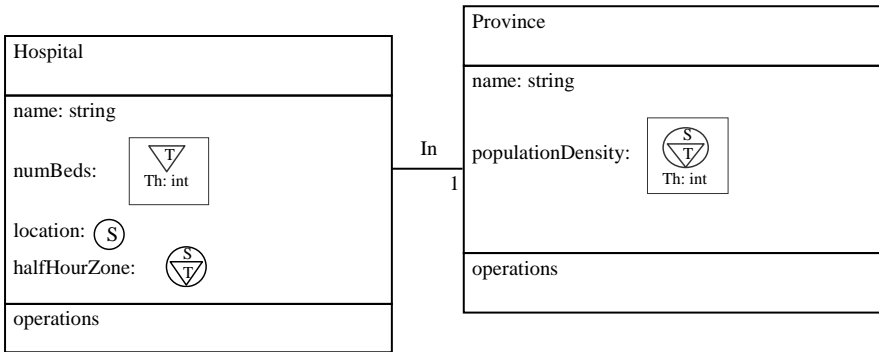 Hospital
name: string
numBeds:
T
Th: int
location: S
halfHourZone:
S
T
operations
In
1
Province
name: string
populationDensity:
S
T
Th: int
operations